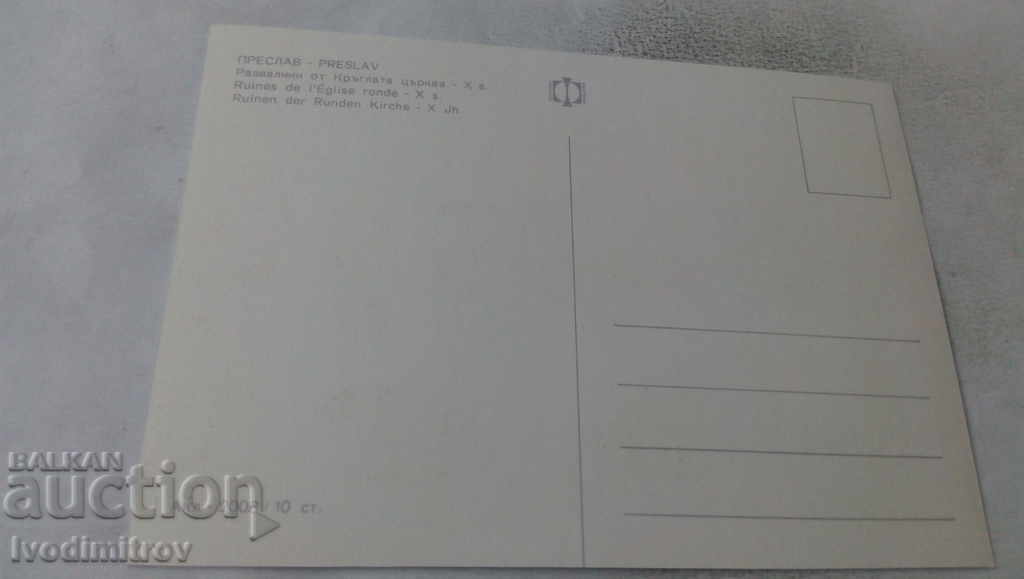 ПРЕСЛАВ - PRESLAV
Развалини от Кръглата църква - X s.
Ruines de l'Église ronde - X s
Ruinen der Runden Kirche - X Jh
2008 / 10 ст.
BALKAN
auction
Ivodimitrov